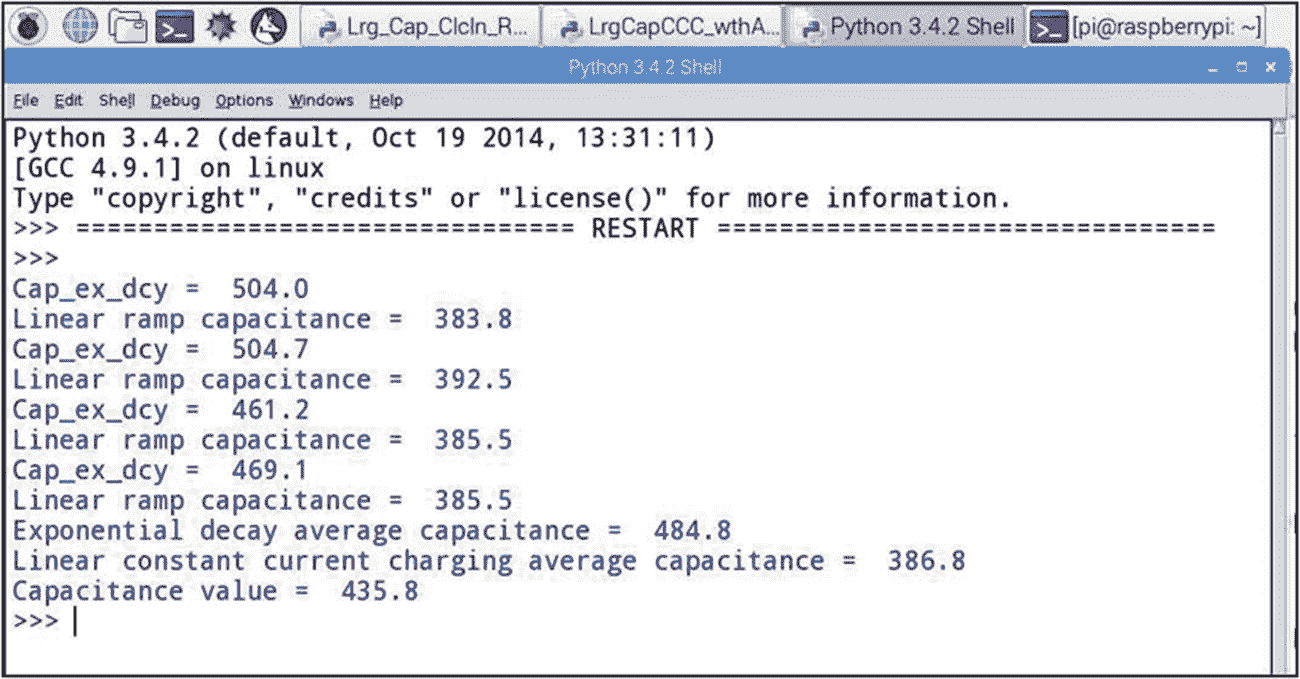 Lrg_Cap_Clcln_R... LrgCapCCC_wthA... Python 3.4.2 Shell [pi@raspberrypi: ~]
Python 3.4.2 Shell
File Edit Shell Debug Options Windows Help
Python 3.4.2 (default, Oct 19 2014, 13:31:11)
[GCC 4.9.1] on linux
Type "copyright", "credits" or "license()" for more information.
>>> ================================ RESTART ================================
>>>
Cap_ex_dcy =  504.0
Linear ramp capacitance =  383.8
Cap_ex_dcy =  504.7
Linear ramp capacitance =  392.5
Cap_ex_dcy =  461.2
Linear ramp capacitance =  385.5
Cap_ex_dcy =  469.1
Linear ramp capacitance =  385.5
Exponential decay average capacitance =  484.8
Linear constant current charging average capacitance =  386.8
Capacitance value =  435.8
>>>